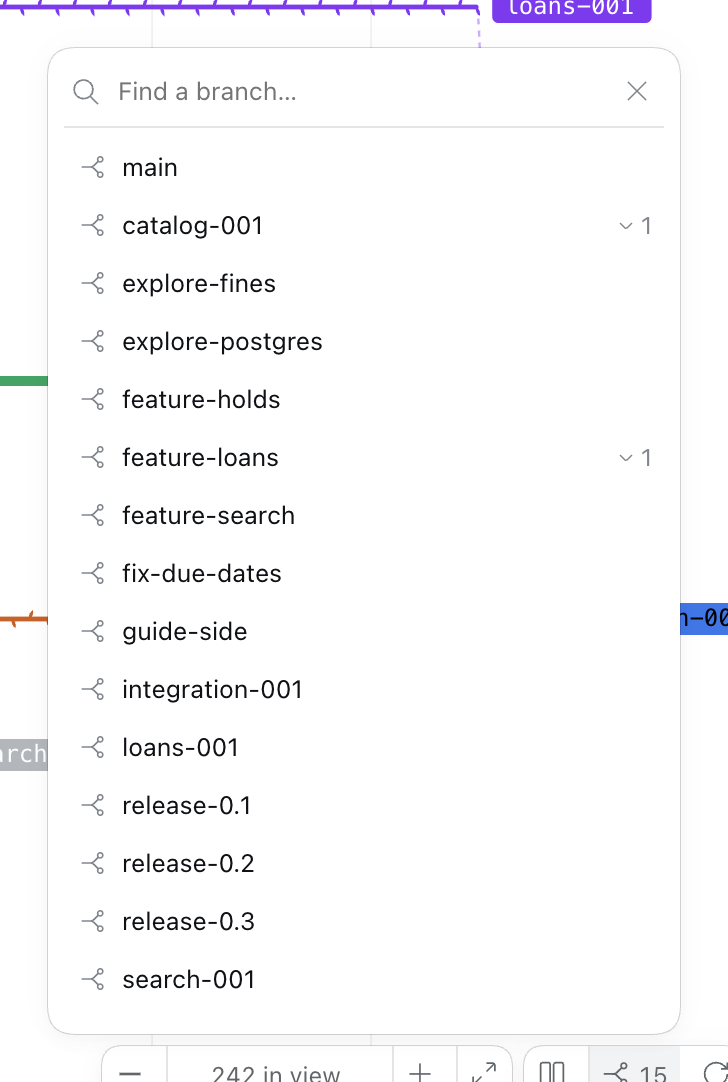 loans-001
Find a branch...
main
catalog-001 1
explore-fines
explore-postgres
feature-holds
feature-loans 1
feature-search
fix-due-dates
guide-side
integration-001
n-00
loans-001
arch
release-0.1
release-0.2
release-0.3
search-001
242 in view 15